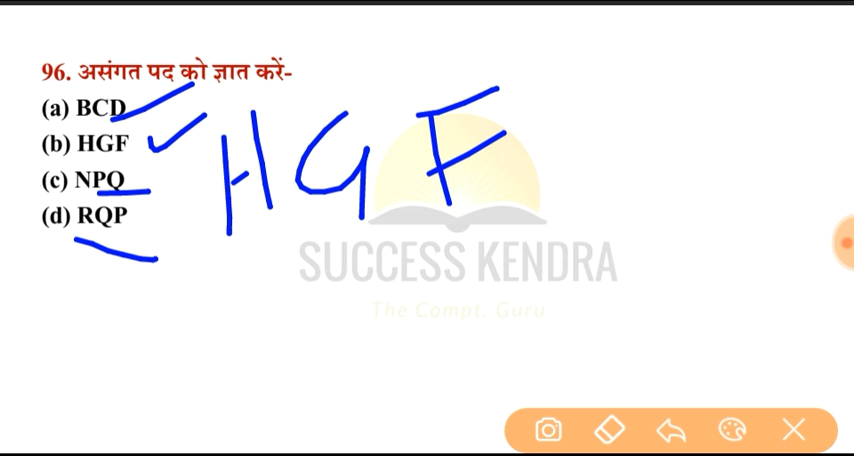 96. असंगत पद को ज्ञात करें-
(a) BCD
(b) HGF
(c) NPQ
(d) RQP
HGF
SUCCESS KENDRA
The Compt. Guru